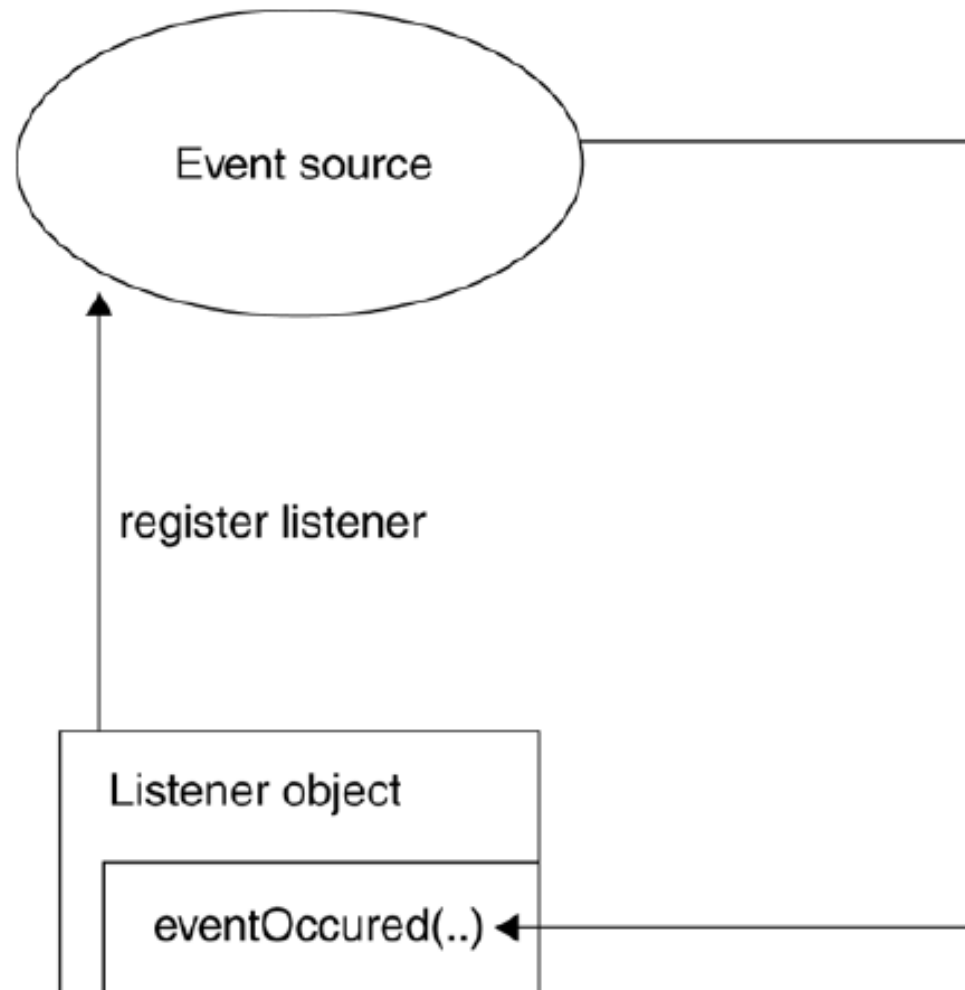 Event source
register listener
Listener object
eventOccured(..)